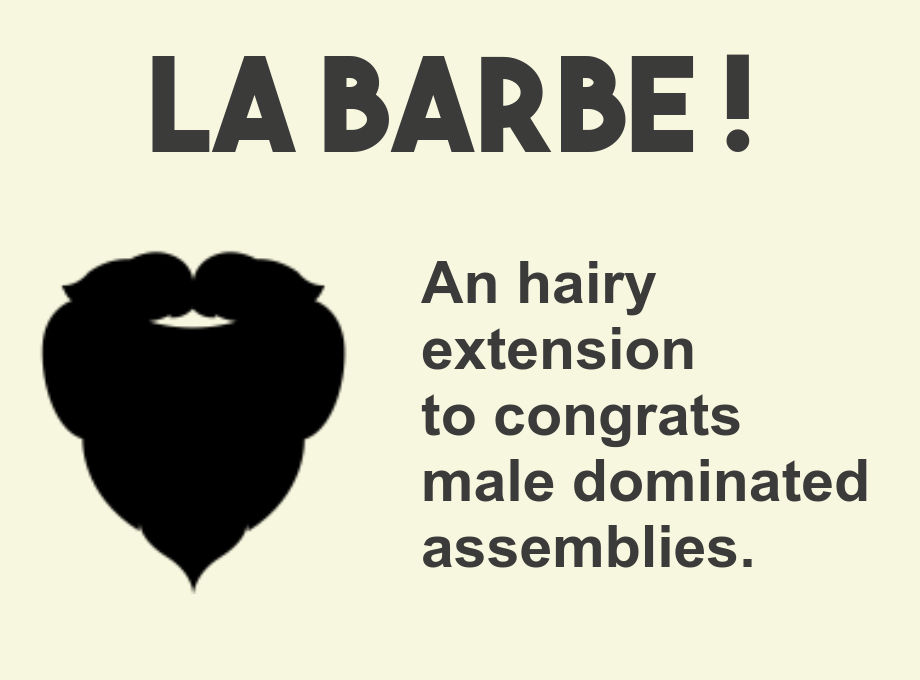 LA BARBE !
An hairy
extension
to congrats
male dominated
assemblies.